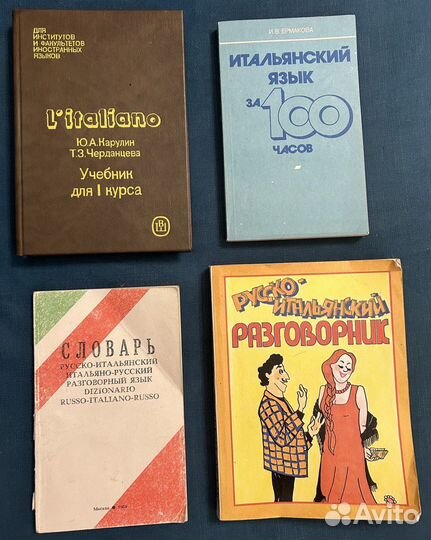 ДЛЯ
ИНСТИТУТОВ
И ФАКУЛЬТЕТОВ
ИНОСТРАННЫХ
ЯЗЫКОВ
L'italiano
Ю.А.Карулин
Т.З.Черданцева
Учебник
для I курса
И.В.ЕРМАКОВА
ИТАЛЬЯНСКИЙ
ЯЗЫК
ЗА 100
ЧАСОВ
СЛОВАРЬ
РУССКО-ИТАЛЬЯНСКИЙ
ИТАЛЬЯНО-РУССКИЙ
РАЗГОВОРНЫЙ ЯЗЫК
DIZIONARIO
RUSSO-ITALIANO-RUSSO
Москва
РУССКО-
ИТАЛЬЯНСКИЙ
РАЗГОВОРНИК
Avito